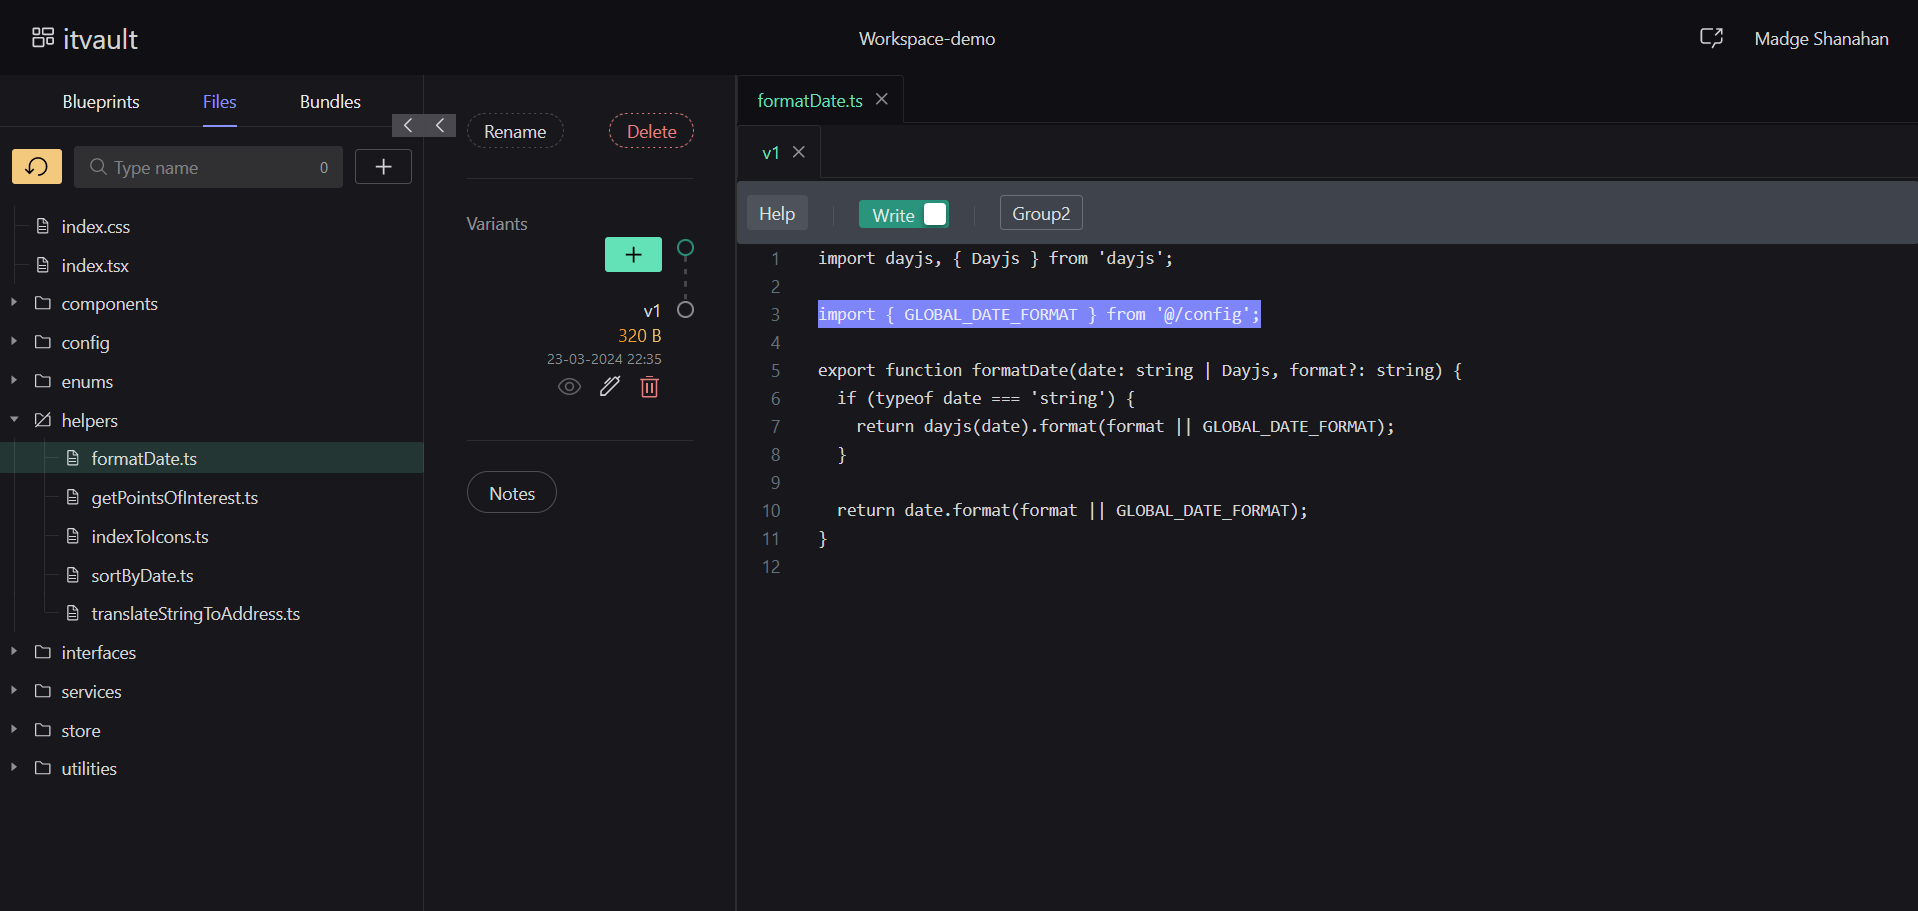 itvault
Workspace-demo
Madge Shanahan
Blueprints
Files
Bundles
Type name
0
index.css
index.tsx
components
config
enums
helpers
formatDate.ts
getPointsOfInterest.ts
indexToIcons.ts
sortByDate.ts
translateStringToAddress.ts
interfaces
services
store
utilities
Rename
Delete
Variants
+
v1
320 B
23-03-2024 22:35
Notes
formatDate.ts
v1
Help
Write
Group2
1 import dayjs, { Dayjs } from 'dayjs';
2
3 import { GLOBAL_DATE_FORMAT } from '@/config';
4
5 export function formatDate(date: string | Dayjs, format?: string) {
6   if (typeof date === 'string') {
7     return dayjs(date).format(format || GLOBAL_DATE_FORMAT);
8   }
9
10   return date.format(format || GLOBAL_DATE_FORMAT);
11 }
12